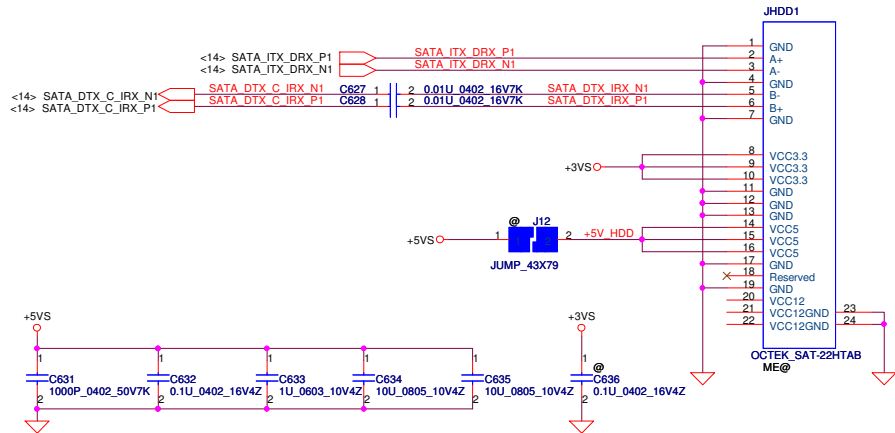 JHDD1
1 GND
<14> SATA_ITX_DRX_P1 SATA_ITX_DRX_P1 2 A+
<14> SATA_ITX_DRX_N1 SATA_ITX_DRX_N1 3 A-
4 GND
<14> SATA_DTX_C_IRX_N1 SATA_DTX_C_IRX_N1 C627 1 2 0.01U_0402_16V7K SATA_DTX_IRX_N1 5 B-
<14> SATA_DTX_C_IRX_P1 SATA_DTX_C_IRX_P1 C628 1 2 0.01U_0402_16V7K SATA_DTX_IRX_P1 6 B+
7 GND
8 VCC3.3
+3VS 9 VCC3.3
10 VCC3.3
11 GND
12 GND
13 GND
@ J12 14 VCC5
+5VS 1 2 +5V_HDD 15 VCC5
16 VCC5
JUMP_43X79 17 GND
18 Reserved
19 GND
20 VCC12
21 VCC12GND 23
22 VCC12GND 24
OCTEK_SAT-22HTAB
ME@
+5VS +3VS
1 1 1 1 1 1 @
C631 C632 C633 C634 C635 C636
1000P_0402_50V7K 0.1U_0402_16V4Z 1U_0603_10V4Z 10U_0805_10V4Z 10U_0805_10V4Z 0.1U_0402_16V4Z
2 2 2 2 2 2